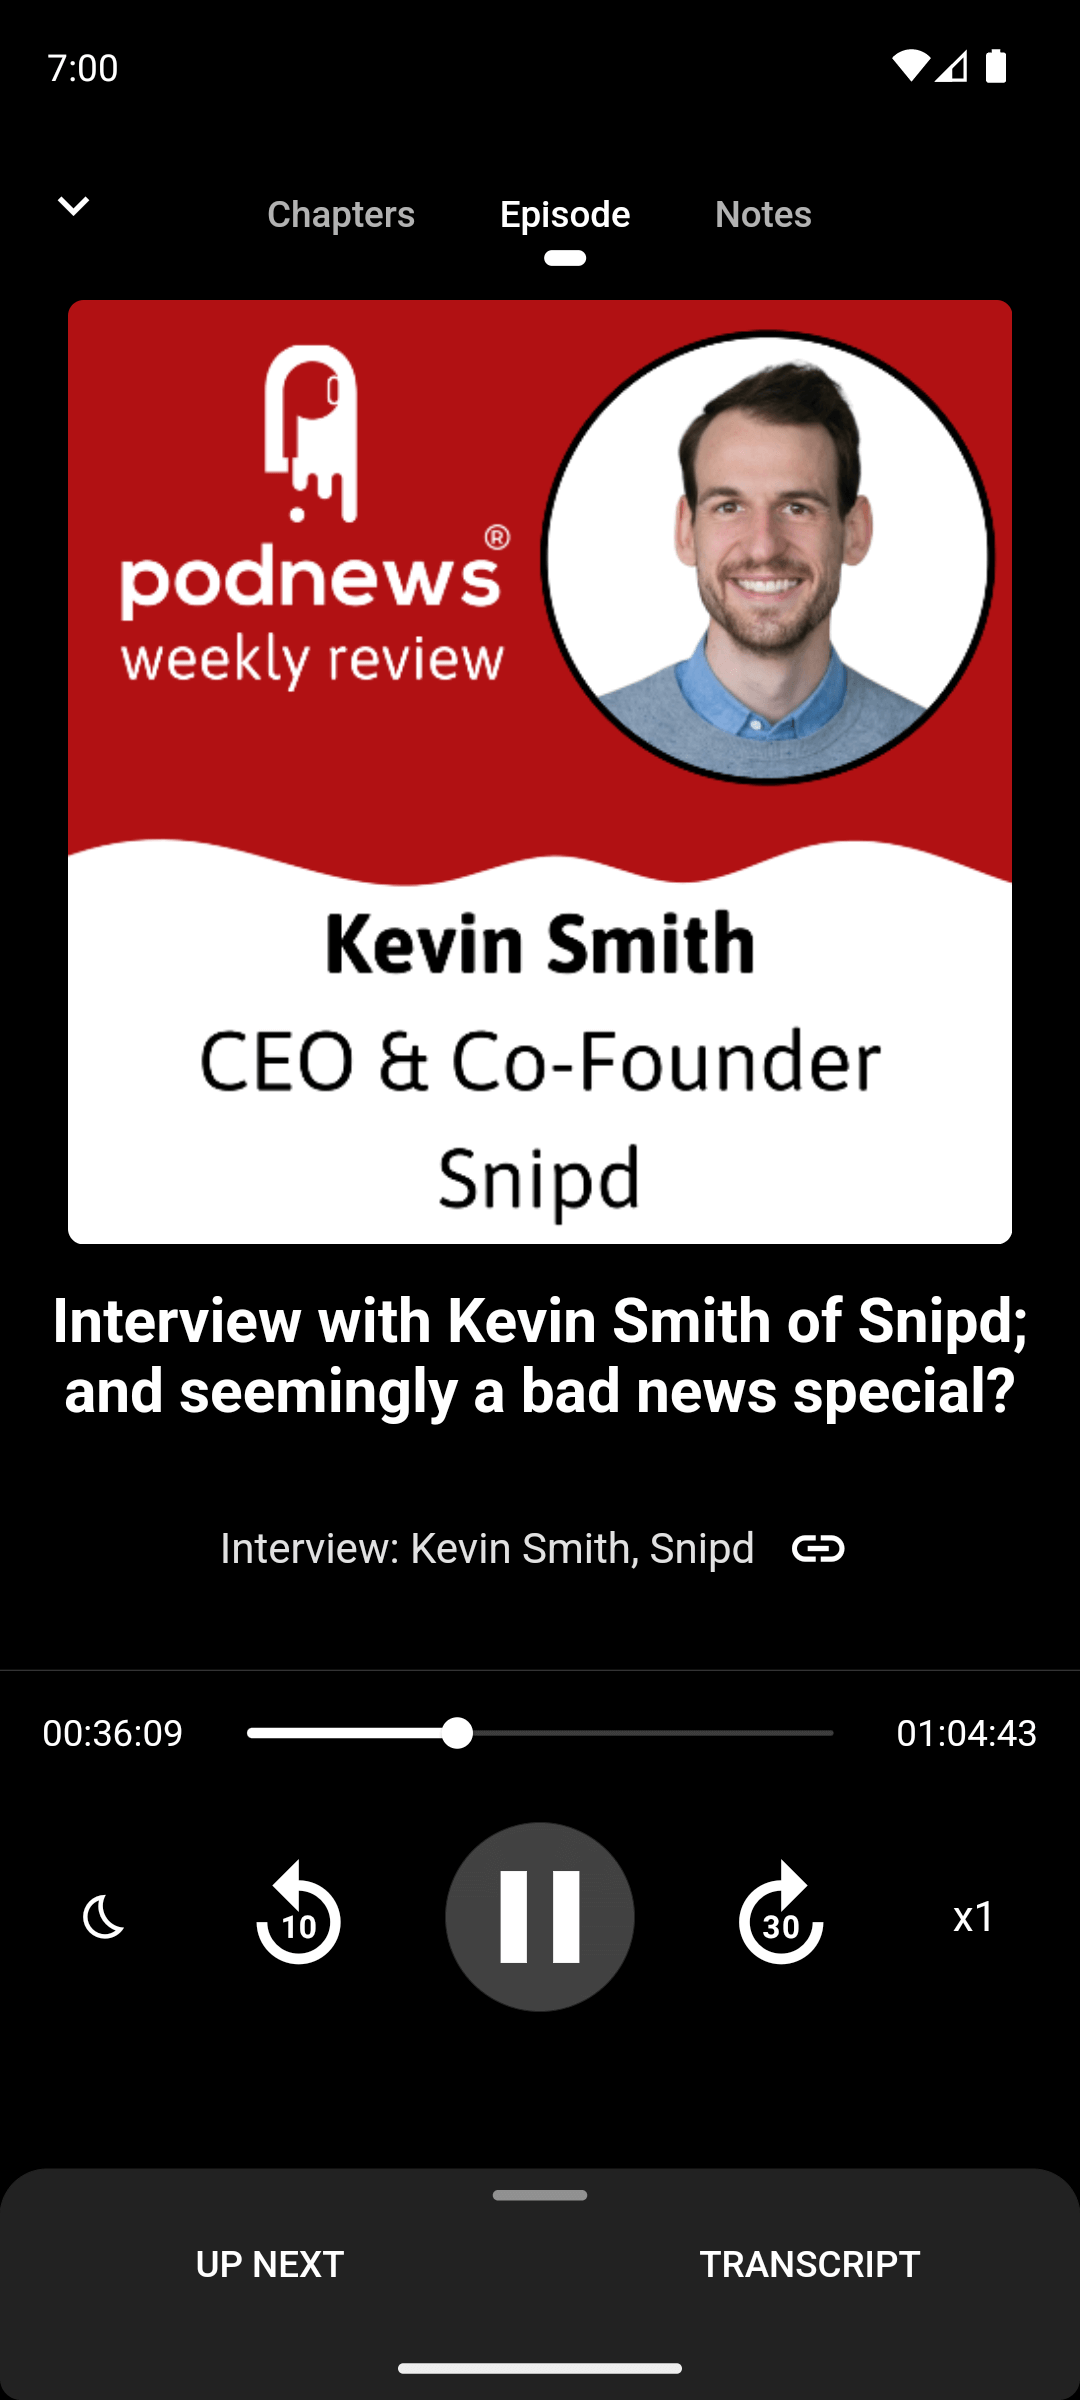 7:00
Chapters
Episode
Notes
podnews®
weekly review
Kevin Smith
CEO & Co-Founder
Snipd
Interview with Kevin Smith of Snipd;
and seemingly a bad news special?
Interview: Kevin Smith, Snipd
00:36:09
01:04:43
10
30
x1
UP NEXT
TRANSCRIPT